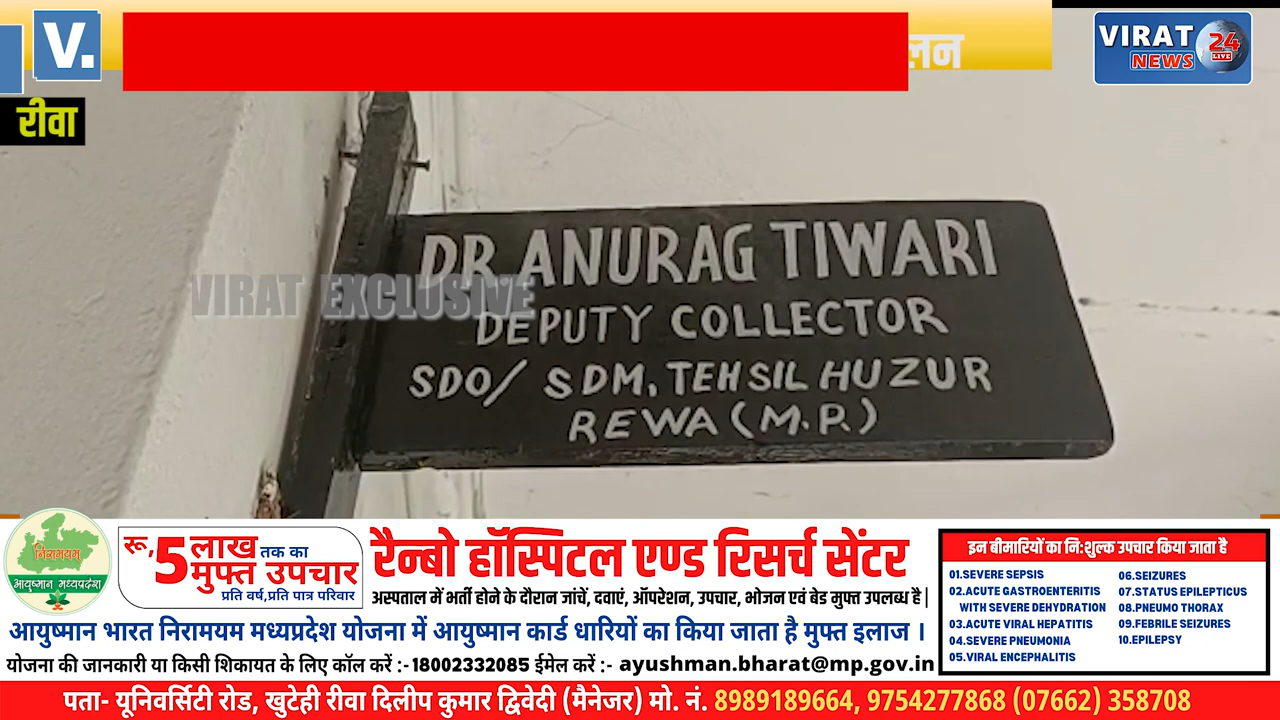 V.
लन
VIRAT 24
LIVE
NEWS
रीवा
DR ANURAG TIWARI
VIRAT EXCLUSIVE
DEPUTY COLLECTOR
SDO/ SDM, TEHSIL HUZUR
REWA (M.P.)
निरामयम्
आयुष्मान मध्यप्रदेश
रू,5 लाख तक का
मुफ्त उपचार
प्रति वर्ष,प्रति पात्र परिवार
रैन्बो हॉस्पिटल एण्ड रिसर्च सेंटर
अस्पताल में भर्ती होने के दौरान जांचें, दवाएं, ऑपरेशन, उपचार, भोजन एवं बेड मुफ्त उपलब्ध है |
आयुष्मान भारत निरामयम मध्यप्रदेश योजना में आयुष्मान कार्ड धारियों का किया जाता है मुफ्त इलाज ।
योजना की जानकारी या किसी शिकायत के लिए कॉल करें :- 18002332085 ईमेल करें :- ayushman.bharat@mp.gov.in
इन बीमारियों का नि:शुल्क उपचार किया जाता है
01.SEVERE SEPSIS
02.ACUTE GASTROENTERITIS
WITH SEVERE DEHYDRATION
03.ACUTE VIRAL HEPATITIS
04.SEVERE PNEUMONIA
05.VIRAL ENCEPHALITIS
06.SEIZURES
07.STATUS EPILEPTICUS
08.PNEUMO THORAX
09.FEBRILE SEIZURES
10.EPILEPSY
पता- यूनिवर्सिटी रोड, खुटेही रीवा दिलीप कुमार द्विवेदी (मैनेजर) मो. नं. 8989189664, 9754277868 (07662) 358708